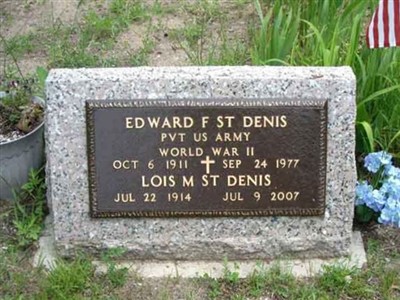 EDWARD F ST DENIS
PVT US ARMY
WORLD WAR II
OCT 6 1911 SEP 24 1977
LOIS M ST DENIS
JUL 22 1914 JUL 9 2007